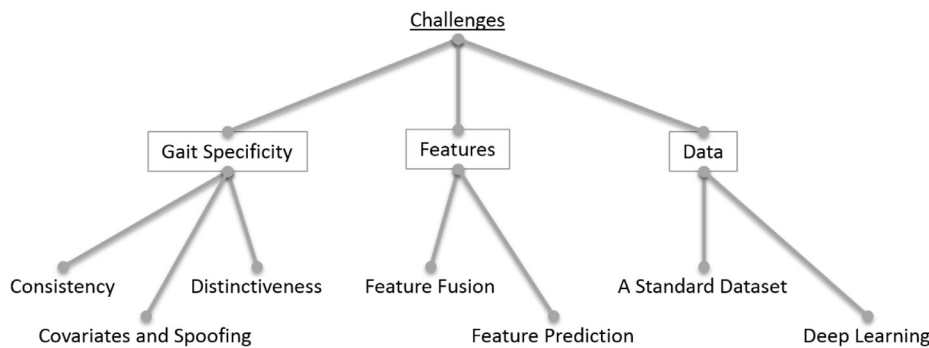 Challenges
Gait Specificity
Features
Data
Consistency
Distinctiveness
Feature Fusion
A Standard Dataset
Covariates and Spoofing
Feature Prediction
Deep Learning